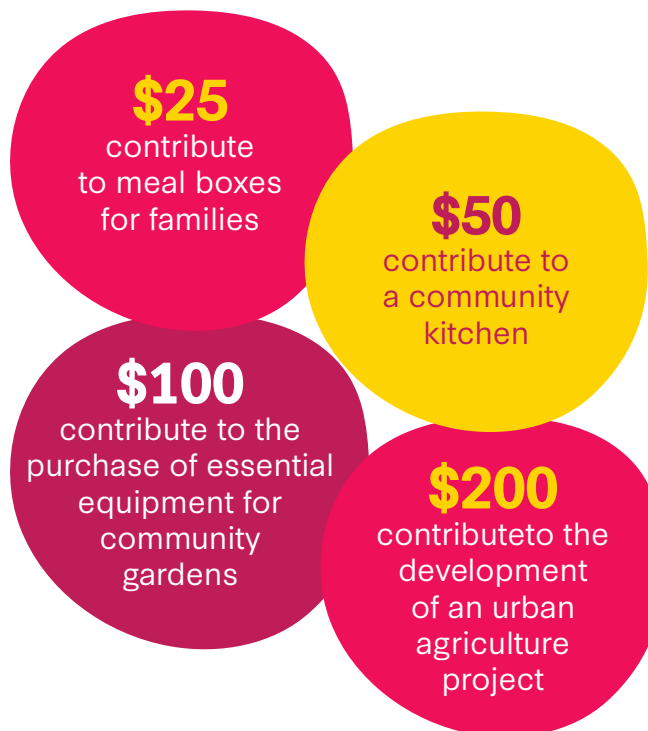 $25
contribute
to meal boxes
for families
$50
contribute to
a community
kitchen
$100
contribute to the
purchase of essential
equipment for
community
gardens
$200
contributeto the
development
of an urban
agriculture
project